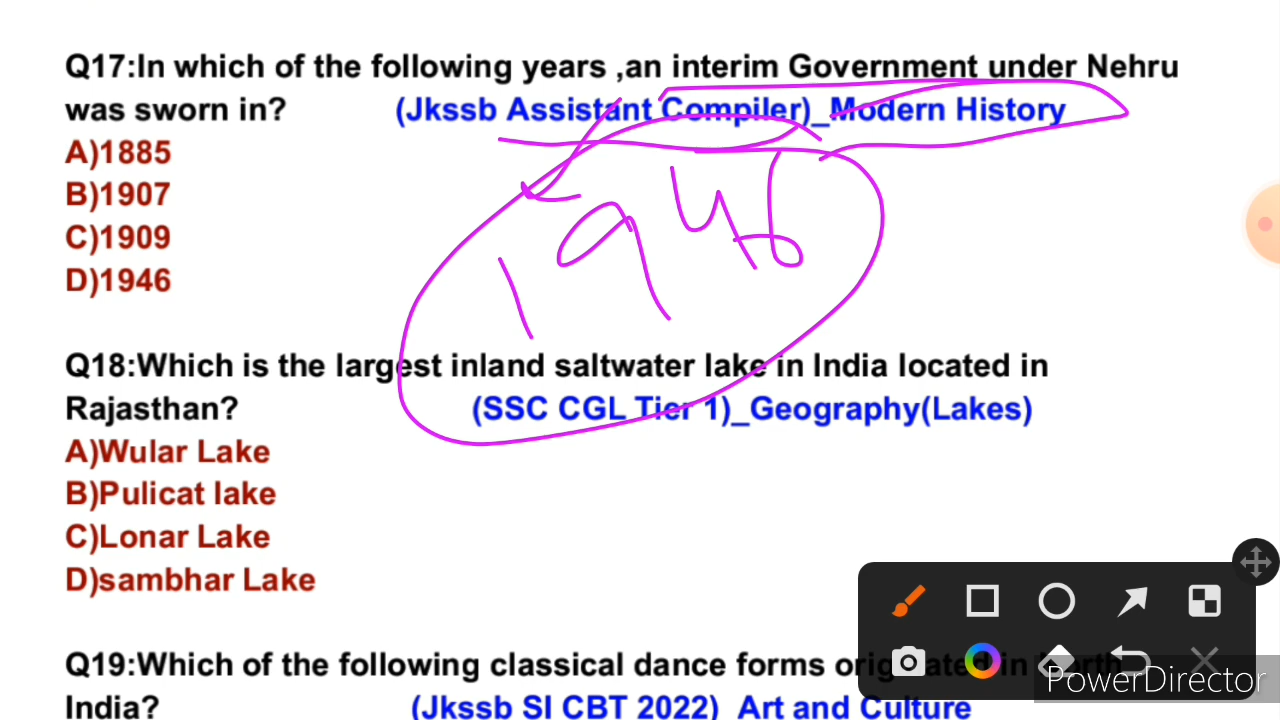 Q17:In which of the following years ,an interim Government under Nehru
was sworn in? (Jkssb Assistant Compiler)_Modern History
A)1885
B)1907
C)1909
D)1946
1946
Q18:Which is the largest inland saltwater lake in India located in
Rajasthan? (SSC CGL Tier 1)_Geography(Lakes)
A)Wular Lake
B)Pulicat lake
C)Lonar Lake
D)sambhar Lake
Q19:Which of the following classical dance forms originated in North
India? (Jkssb SI CBT 2022)_Art and Culture
PowerDirector